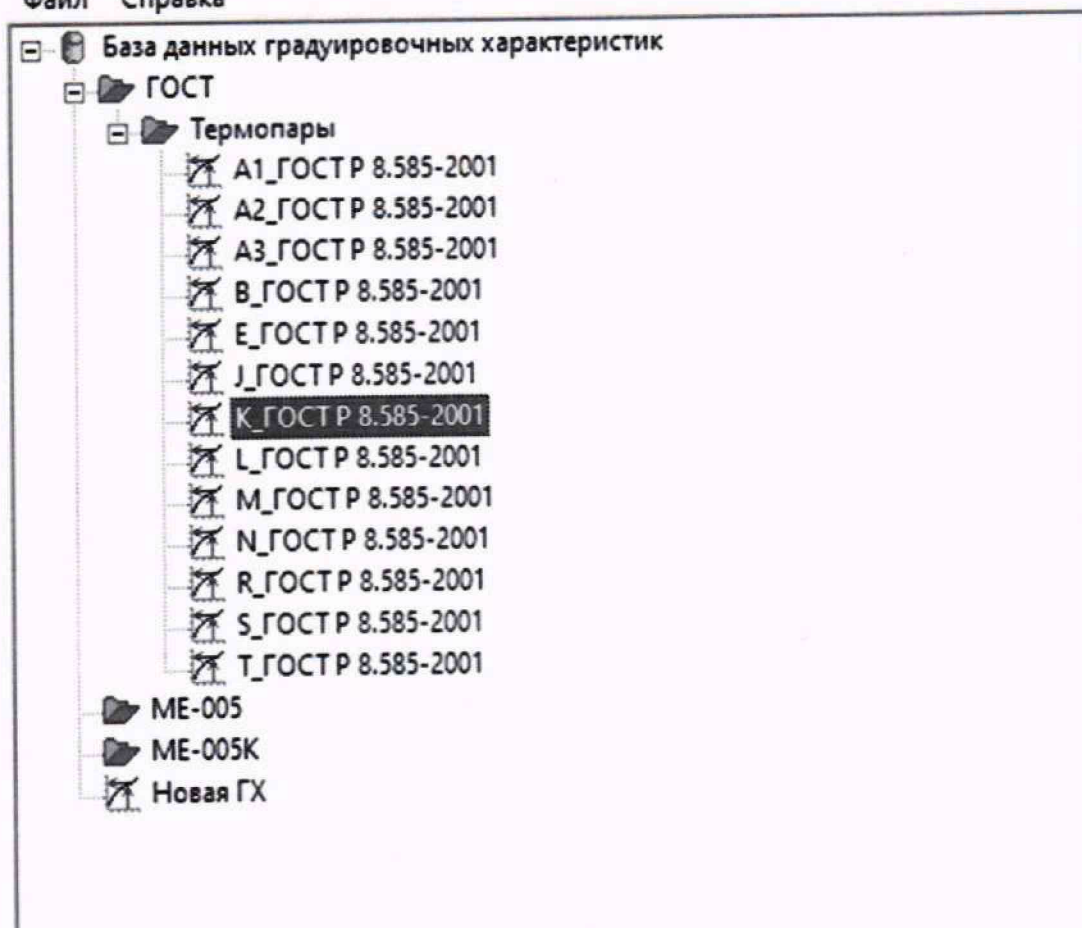 Файл Справка
База данных градуировочных характеристик
ГОСТ
Термопары
A1_ГОСТ Р 8.585-2001
A2_ГОСТ Р 8.585-2001
A3_ГОСТ Р 8.585-2001
B_ГОСТ Р 8.585-2001
E_ГОСТ Р 8.585-2001
J_ГОСТ Р 8.585-2001
K_ГОСТ Р 8.585-2001
L_ГОСТ Р 8.585-2001
M_ГОСТ Р 8.585-2001
N_ГОСТ Р 8.585-2001
R_ГОСТ Р 8.585-2001
S_ГОСТ Р 8.585-2001
T_ГОСТ Р 8.585-2001
МЕ-005
МЕ-005К
Новая ГХ